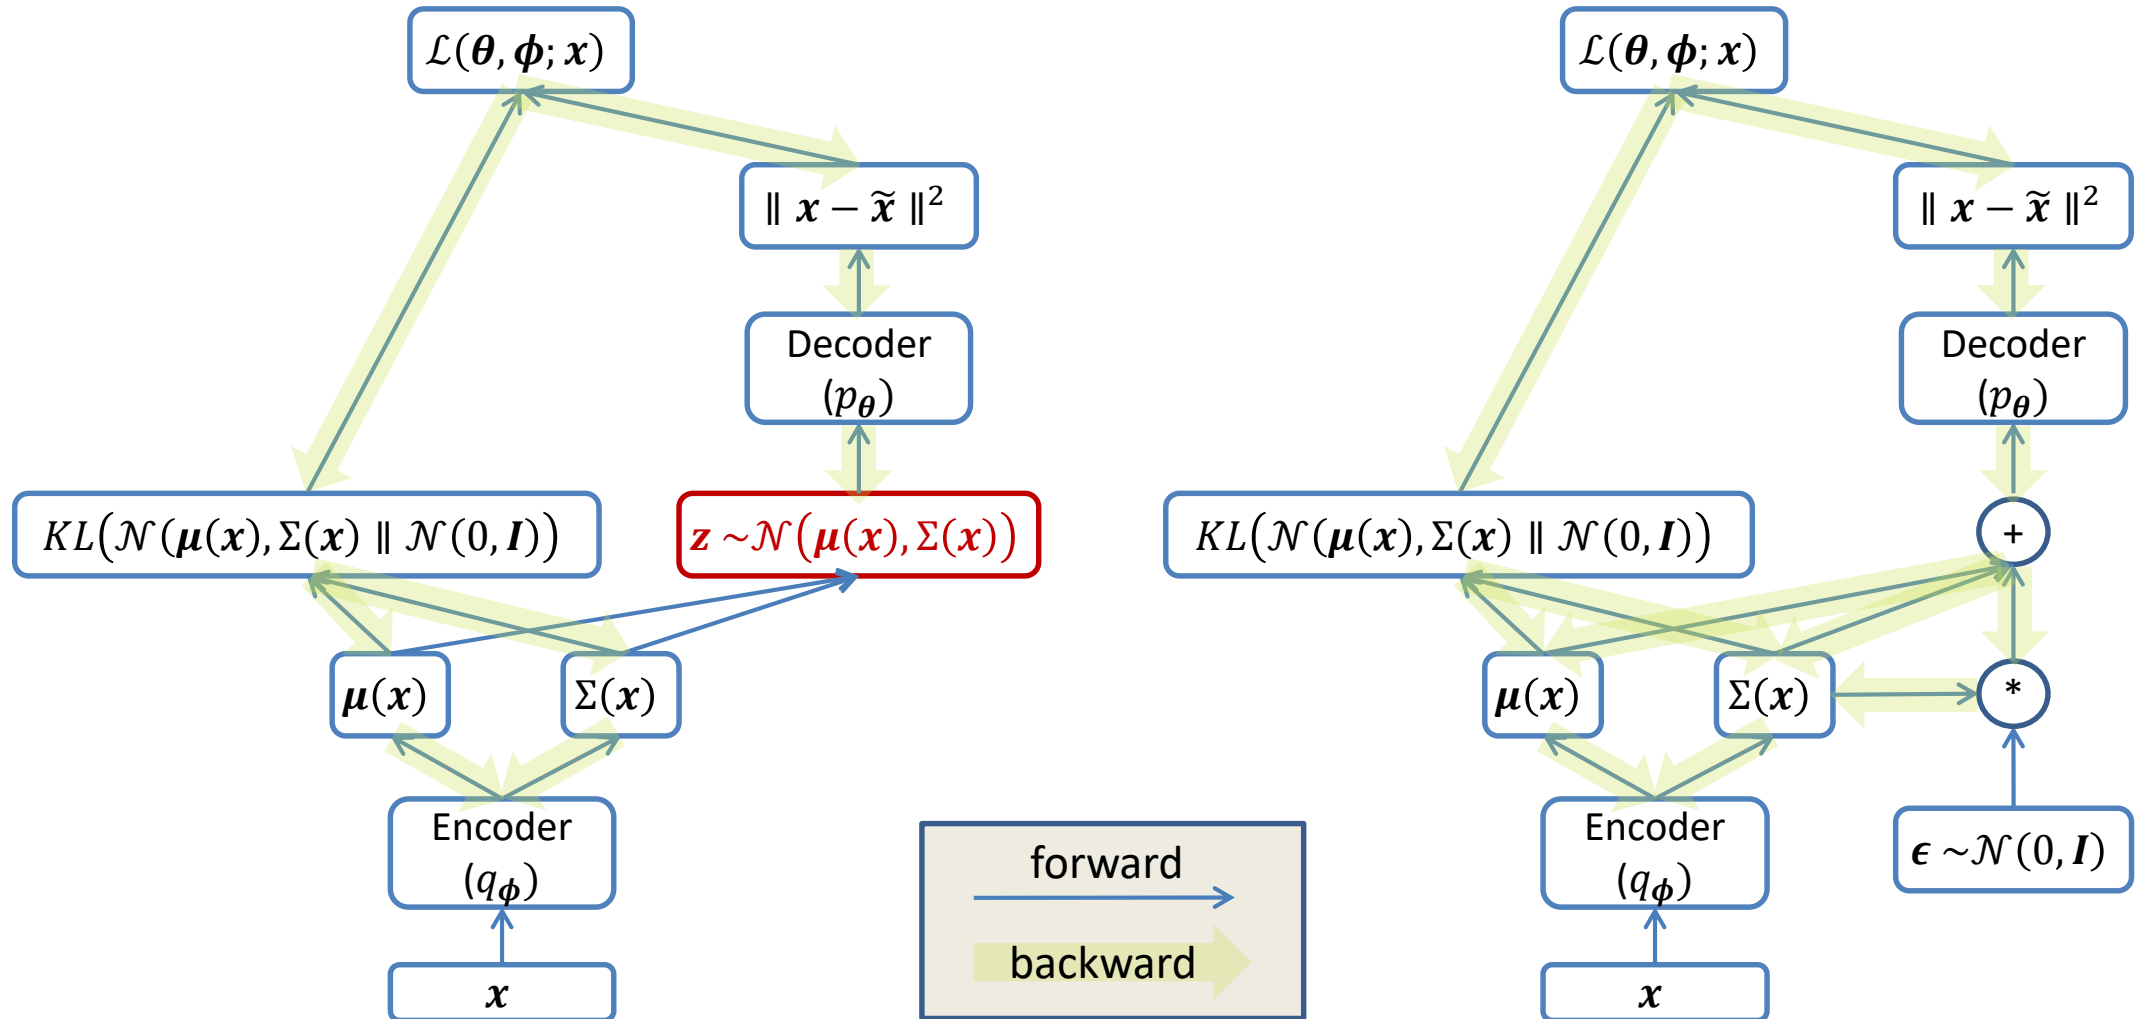 ℒ(𝜽, 𝝓; 𝒙)
‖ 𝒙 − 𝒙̃ ‖²
Decoder
(𝑝_𝜽)
𝐾𝐿(𝒩(𝝁(𝒙), Σ(𝒙) ‖ 𝒩(0, 𝑰))
𝒛 ~𝒩(𝝁(𝒙), Σ(𝒙))
𝝁(𝒙)
Σ(𝒙)
Encoder
(𝑞_𝝓)
𝒙
forward
backward
ℒ(𝜽, 𝝓; 𝒙)
‖ 𝒙 − 𝒙̃ ‖²
Decoder
(𝑝_𝜽)
𝐾𝐿(𝒩(𝝁(𝒙), Σ(𝒙) ‖ 𝒩(0, 𝑰))
+
𝝁(𝒙)
Σ(𝒙)
*
Encoder
(𝑞_𝝓)
𝝐 ~𝒩(0, 𝑰)
𝒙